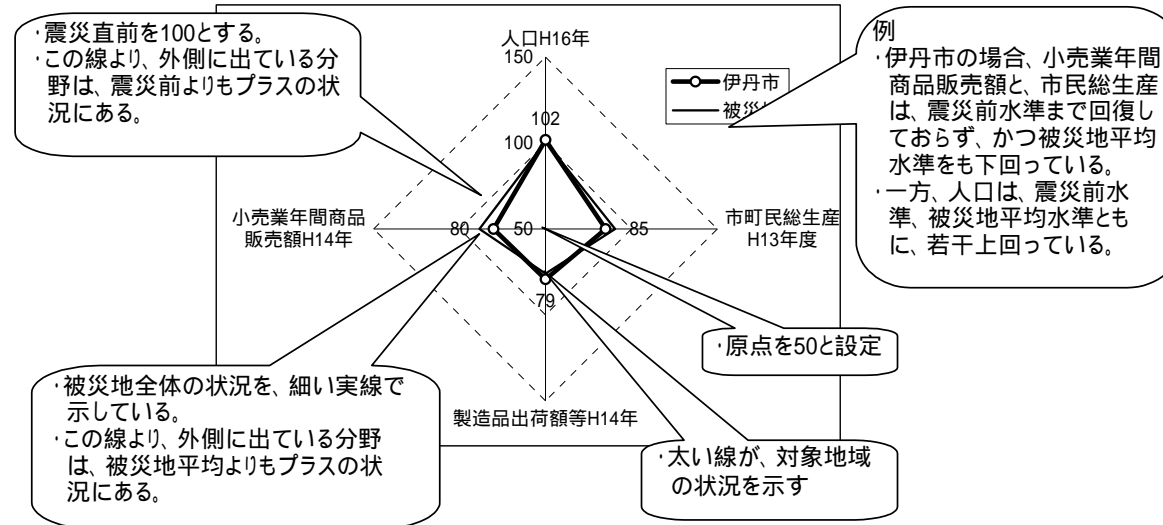 ・震災直前を100とする。
・この線より、外側に出ている分
野は、震災前よりもプラスの状
況にある。
人口H16年
150
102
100
伊丹市
被災
例
・伊丹市の場合、小売業年間
商品販売額と、市民総生産
は、震災前水準まで回復し
ておらず、かつ被災地平均
水準をも下回っている。
・一方、人口は、震災前水
準、被災地平均水準とも
に、若干上回っている。
小売業年間商品
販売額H14年
80
50
85
市町民総生産
H13年度
79
製造品出荷額等H14年
・原点を50と設定
・被災地全体の状況を、細い実線で
示している。
・この線より、外側に出ている分野
は、被災地平均よりもプラスの状
況にある。
・太い線が、対象地域
の状況を示す